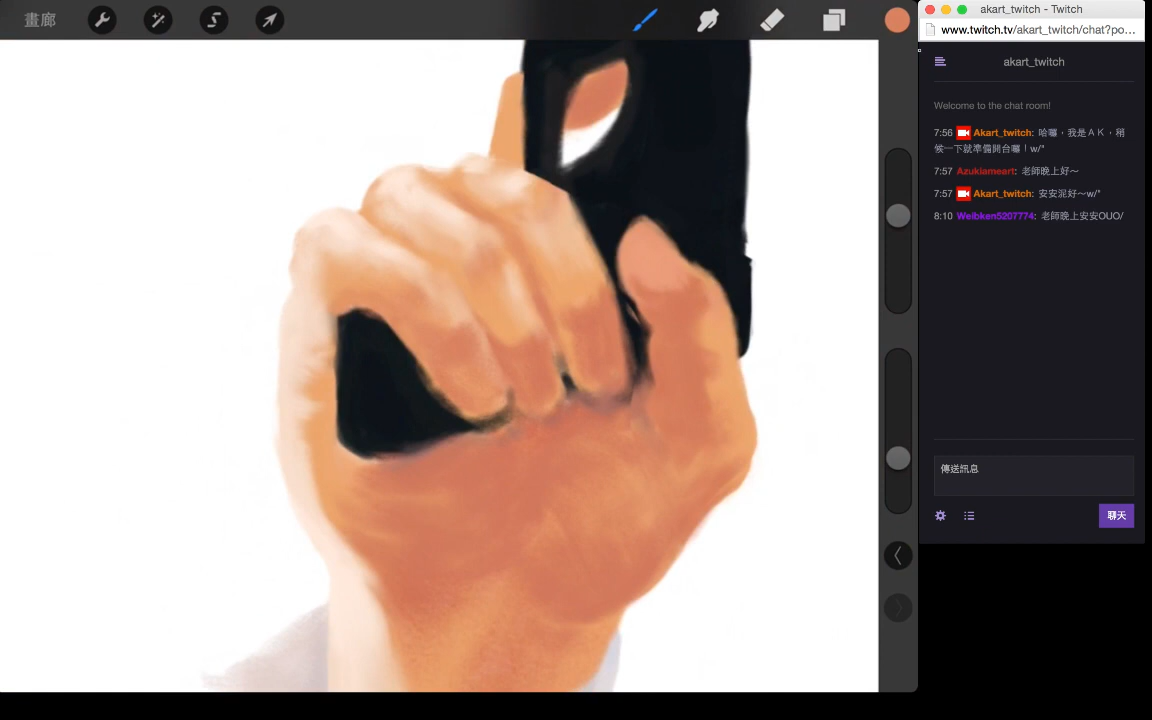 畫廊
akart_twitch - Twitch
www.twitch.tv/akart_twitch/chat?po…
akart_twitch
Welcome to the chat room!
7:56 Akart_twitch: 哈囉，我是ＡＫ，稍
候一下就準備開台囉！w/"
7:57 Azukiameart: 老師晚上好～
7:57 Akart_twitch: 安安泥好～w/"
8:10 Weibken5207774: 老師晚上安安OUO/
傳送訊息
聊天